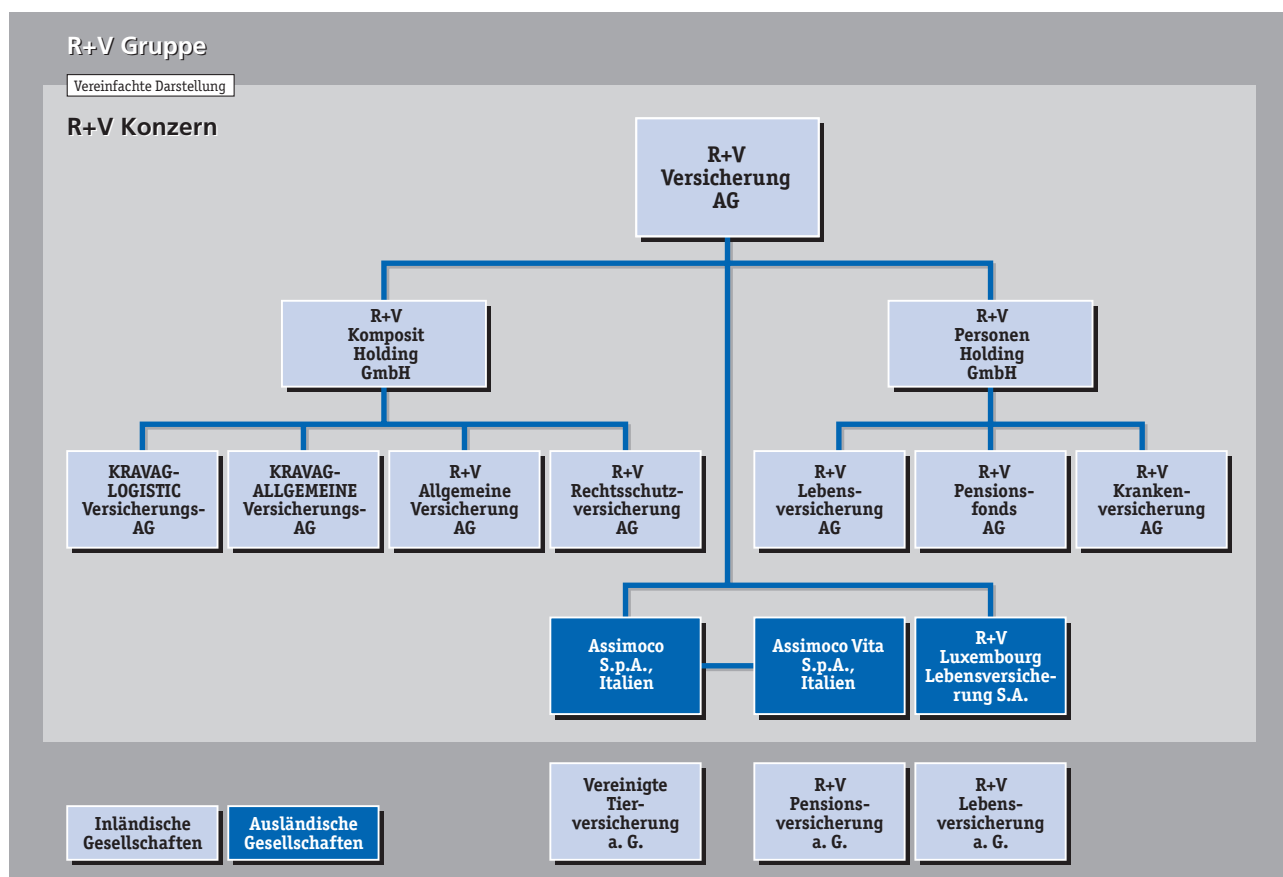 R+V Gruppe
Vereinfachte Darstellung
R+V Konzern
R+V
Versicherung
AG
R+V
Komposit
Holding
GmbH
R+V
Personen
Holding
GmbH
KRAVAG-
LOGISTIC
Versicherungs-
AG
KRAVAG-
ALLGEMEINE
Versicherungs-
AG
R+V
Allgemeine
Versicherung
AG
R+V
Rechtsschutz-
versicherung
AG
R+V
Lebens-
versicherung
AG
R+V
Pensions-
fonds
AG
R+V
Kranken-
versicherung
AG
Assimoco
S.p.A.,
Italien
Assimoco Vita
S.p.A.,
Italien
R+V
Luxembourg
Lebensversiche-
rung S.A.
Vereinigte
Tier-
versicherung
a. G.
R+V
Pensions-
versicherung
a. G.
R+V
Lebens-
versicherung
a. G.
Inländische
Gesellschaften
Ausländische
Gesellschaften